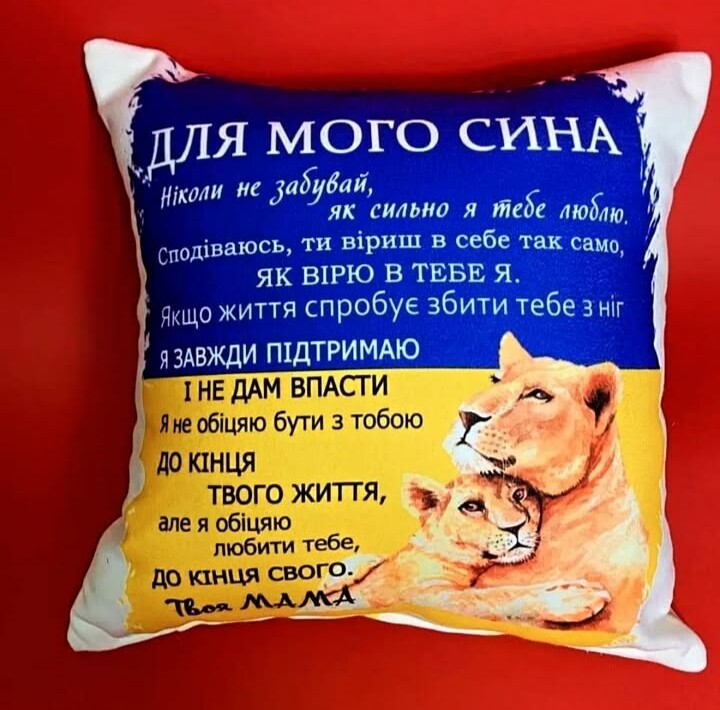 ДЛЯ МОГО СИНА
Ніколи не забувай,
як сильно я тебе люблю.
Сподіваюсь, ти віриш в себе так само,
ЯК ВІРЮ В ТЕБЕ Я.
Якщо життя спробує збити тебе з ніг
Я ЗАВЖДИ ПІДТРИМАЮ
І НЕ ДАМ ВПАСТИ
Я не обіцяю бути з тобою
ДО КІНЦЯ
ТВОГО ЖИТТЯ,
але я обіцяю
любити тебе,
ДО КІНЦЯ СВОГО.
Твоя МАМА